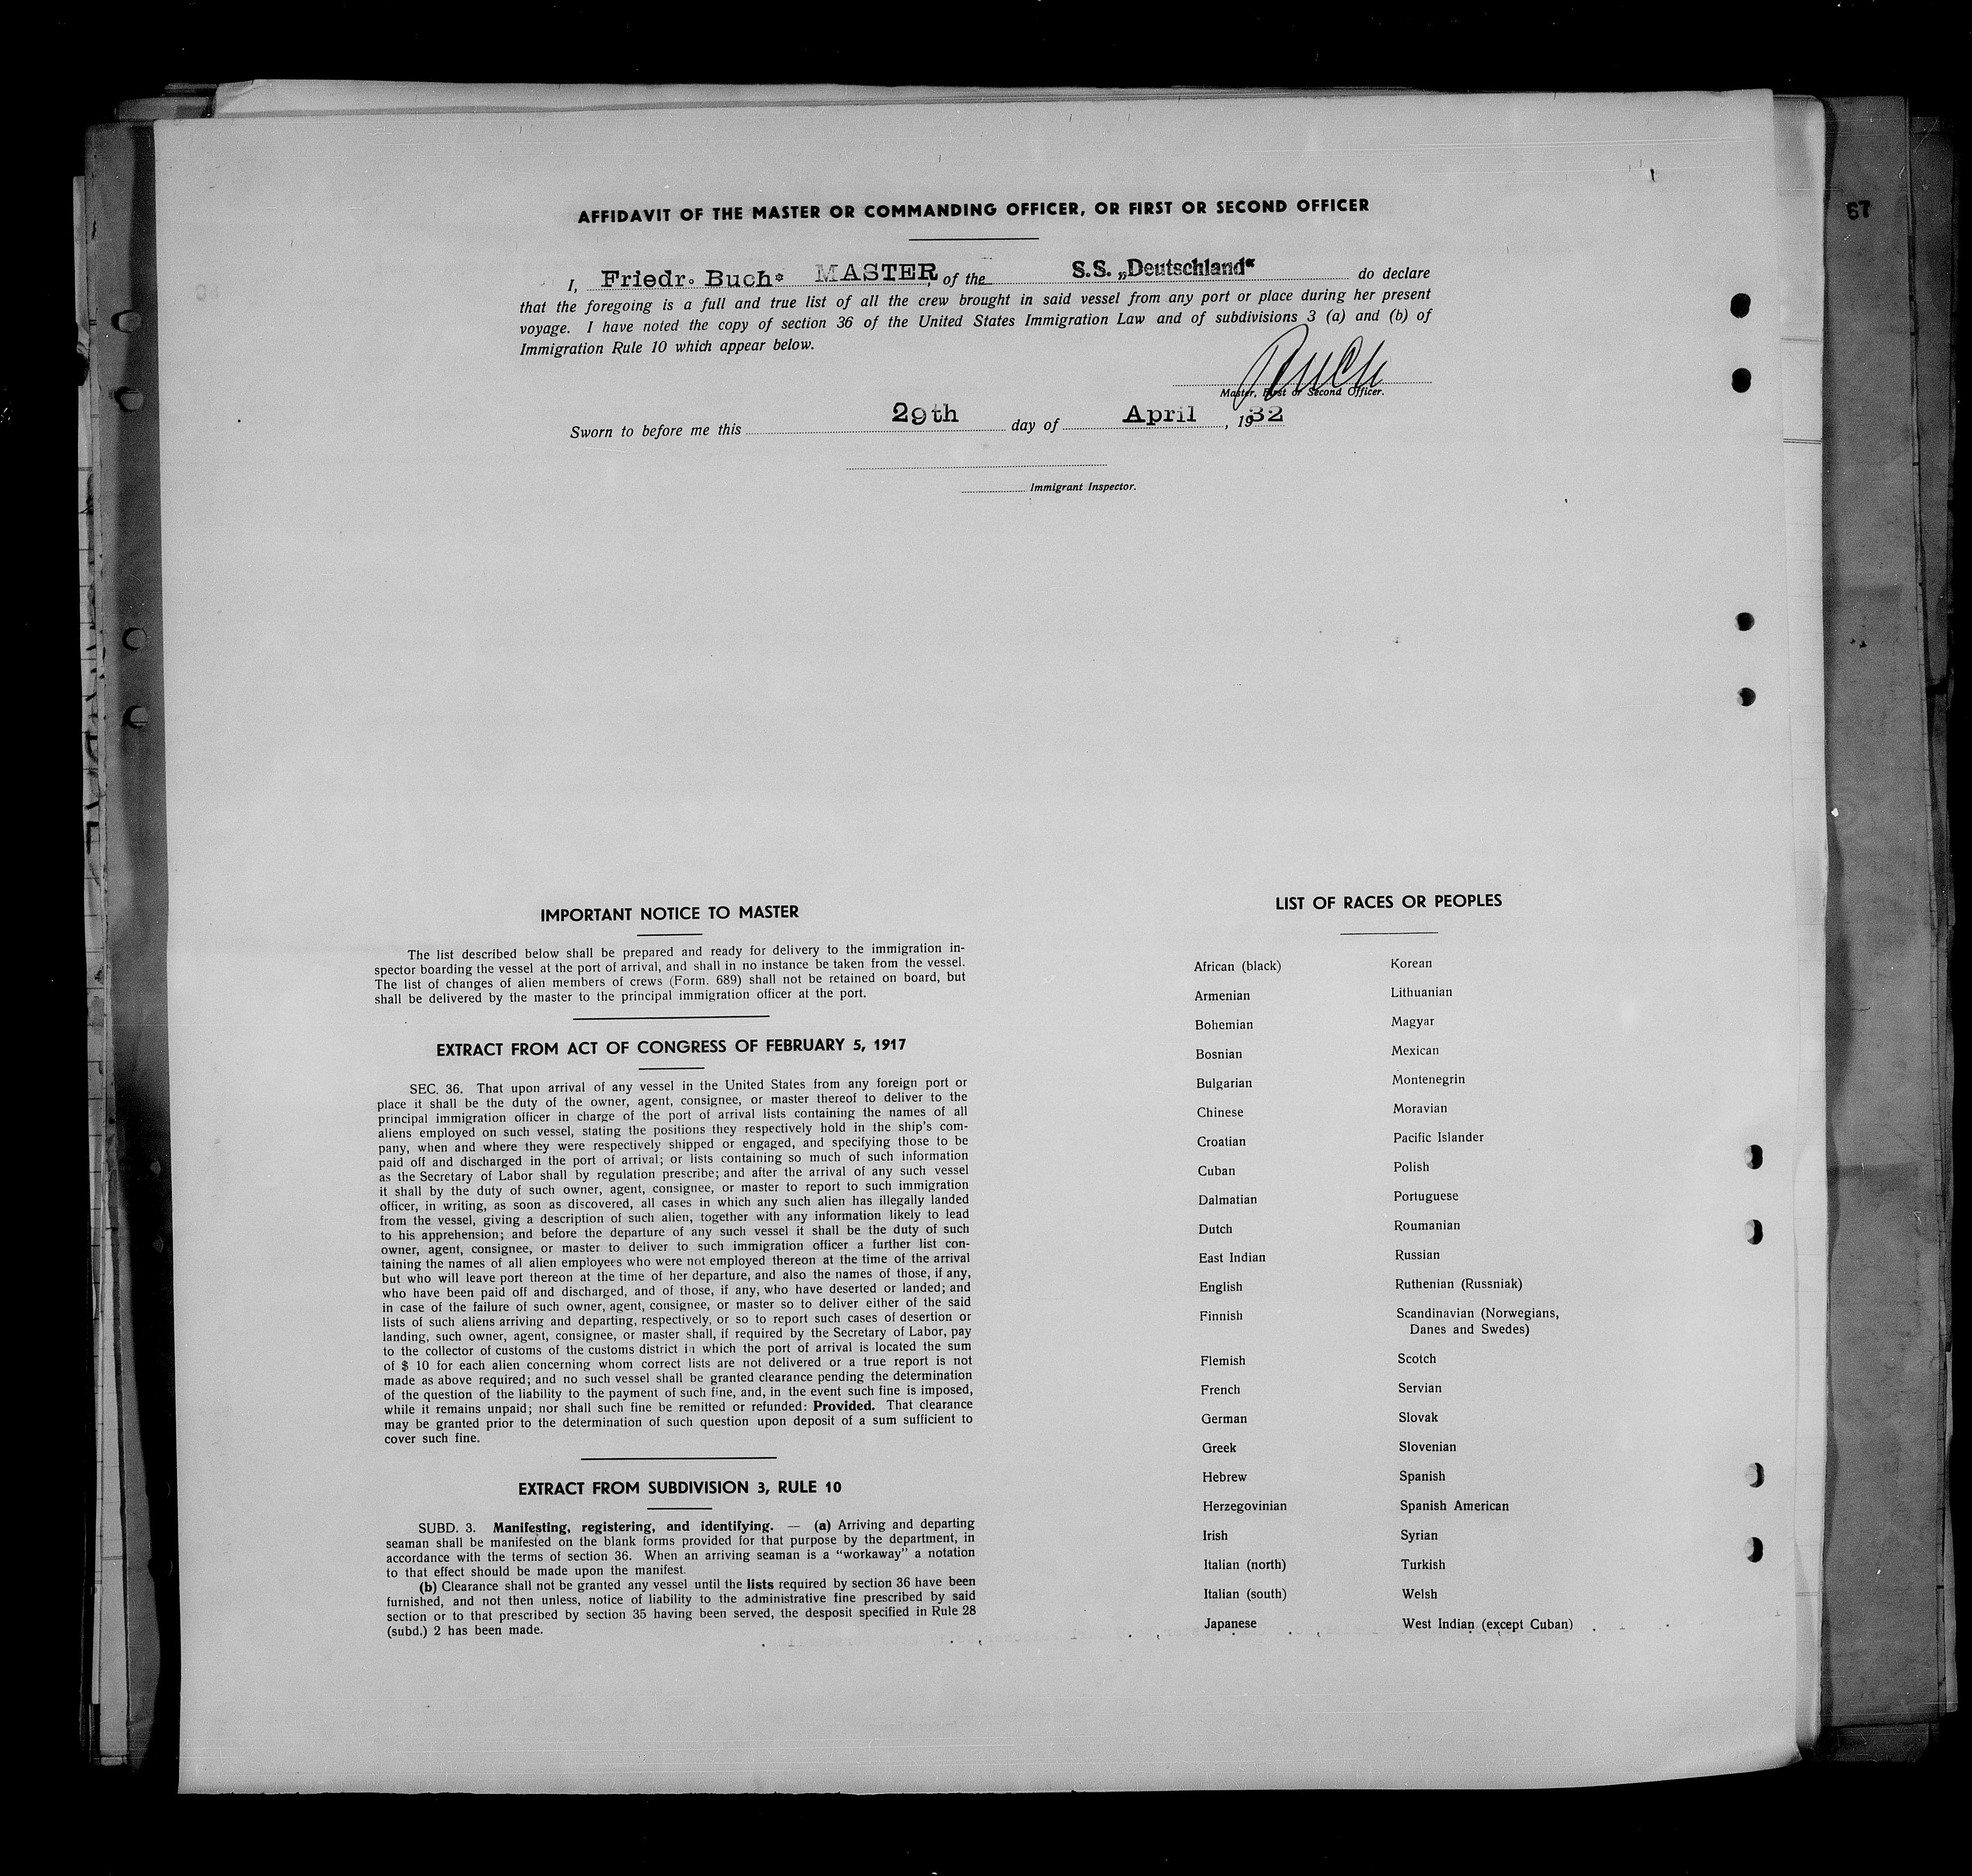 AFFIDAVIT OF THE MASTER OR COMMANDING OFFICER, OR FIRST OR SECOND OFFICER
I, Friedr. Buch* MASTER, of the S.S. „Deutschland“ do declare
that the foregoing is a full and true list of all the crew brought in said vessel from any port or place during her present
voyage. I have noted the copy of section 36 of the United States Immigration Law and of subdivisions 3 (a) and (b) of
Immigration Rule 10 which appear below.
Buch
Master, First or Second Officer.
Sworn to before me this 29th day of April, 1932
Immigrant Inspector.
67
IMPORTANT NOTICE TO MASTER
The list described below shall be prepared and ready for delivery to the immigration in-
spector boarding the vessel at the port of arrival, and shall in no instance be taken from the vessel.
The list of changes of alien members of crews (Form. 689) shall not be retained on board, but
shall be delivered by the master to the principal immigration officer at the port.
EXTRACT FROM ACT OF CONGRESS OF FEBRUARY 5, 1917
SEC. 36. That upon arrival of any vessel in the United States from any foreign port or
place it shall be the duty of the owner, agent, consignee, or master thereof to deliver to the
principal immigration officer in charge of the port of arrival lists containing the names of all
aliens employed on such vessel, stating the positions they respectively hold in the ship's com-
pany, when and where they were respectively shipped or engaged, and specifying those to be
paid off and discharged in the port of arrival; or lists containing so much of such information
as the Secretary of Labor shall by regulation prescribe; and after the arrival of any such vessel
it shall by the duty of such owner, agent, consignee, or master to report to such immigration
officer, in writing, as soon as discovered, all cases in which any such alien has illegally landed
from the vessel, giving a description of such alien, together with any information likely to lead
to his apprehension; and before the departure of any such vessel it shall be the duty of such
owner, agent, consignee, or master to deliver to such immigration officer a further list con-
taining the names of all alien employees who were not employed thereon at the time of the arrival
but who will leave port thereon at the time of her departure, and also the names of those, if any,
who have been paid off and discharged, and of those, if any, who have deserted or landed; and
in case of the failure of such owner, agent, consignee, or master so to deliver either of the said
lists of such aliens arriving and departing, respectively, or so to report such cases of desertion or
landing, such owner, agent, consignee, or master shall, if required by the Secretary of Labor, pay
to the collector of customs of the customs district in which the port of arrival is located the sum
of $ 10 for each alien concerning whom correct lists are not delivered or a true report is not
made as above required; and no such vessel shall be granted clearance pending the determination
of the question of the liability to the payment of such fine, and, in the event such fine is imposed,
while it remains unpaid; nor shall such fine be remitted or refunded: Provided. That clearance
may be granted prior to the determination of such question upon deposit of a sum sufficient to
cover such fine.
EXTRACT FROM SUBDIVISION 3, RULE 10
SUBD. 3. Manifesting, registering, and identifying. — (a) Arriving and departing
seaman shall be manifested on the blank forms provided for that purpose by the department, in
accordance with the terms of section 36. When an arriving seaman is a “workaway” a notation
to that effect should be made upon the manifest.
(b) Clearance shall not be granted any vessel until the lists required by section 36 have been
furnished, and not then unless, notice of liability to the administrative fine prescribed by said
section or to that prescribed by section 35 having been served, the desposit specified in Rule 28
(subd.) 2 has been made.
LIST OF RACES OR PEOPLES
African (black)
Armenian
Bohemian
Bosnian
Bulgarian
Chinese
Croatian
Cuban
Dalmatian
Dutch
East Indian
English
Finnish
Flemish
French
German
Greek
Hebrew
Herzegovinian
Irish
Italian (north)
Italian (south)
Japanese
Korean
Lithuanian
Magyar
Mexican
Montenegrin
Moravian
Pacific Islander
Polish
Portuguese
Roumanian
Russian
Ruthenian (Russniak)
Scandinavian (Norwegians,
Danes and Swedes)
Scotch
Servian
Slovak
Slovenian
Spanish
Spanish American
Syrian
Turkish
Welsh
West Indian (except Cuban)